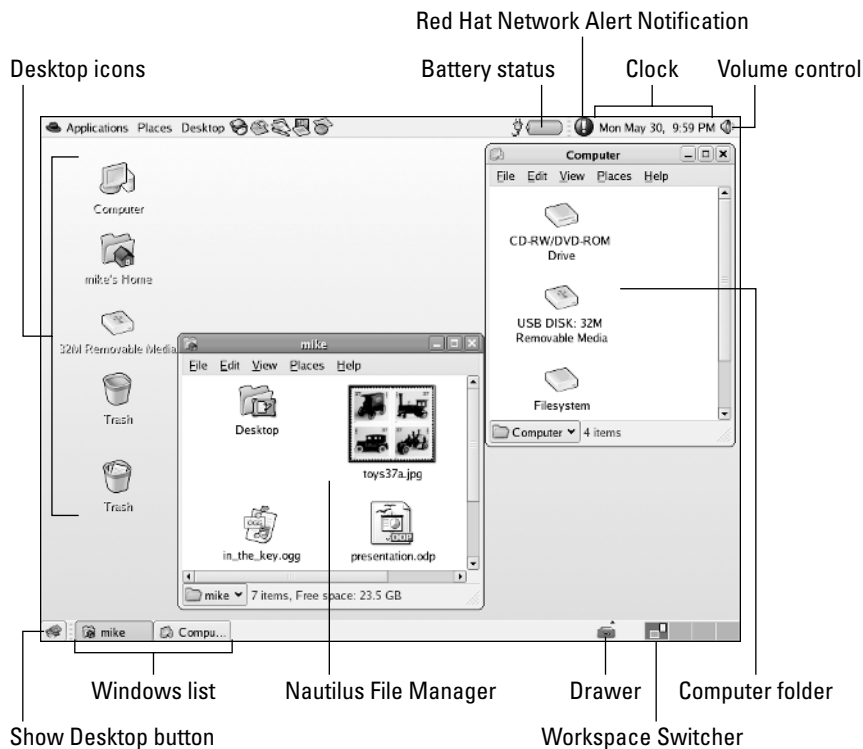 Red Hat Network Alert Notification
Desktop icons
Battery status
Clock
Volume control
Applications Places Desktop
Mon May 30, 9:59 PM
Computer
File Edit View Places Help
CD-RW/DVD-ROM
Drive
USB DISK: 32M
Removable Media
Filesystem
Computer 4 items
Computer
mike's Home
32M Removable Media
Trash
Trash
mike
File Edit View Places Help
Desktop
37
37
toys37a.jpg
OGG
in_the_key.ogg
OOP
presentation.odp
mike 7 items, Free space: 23.5 GB
mike
Compu...
Windows list
Nautilus File Manager
Drawer
Computer folder
Show Desktop button
Workspace Switcher